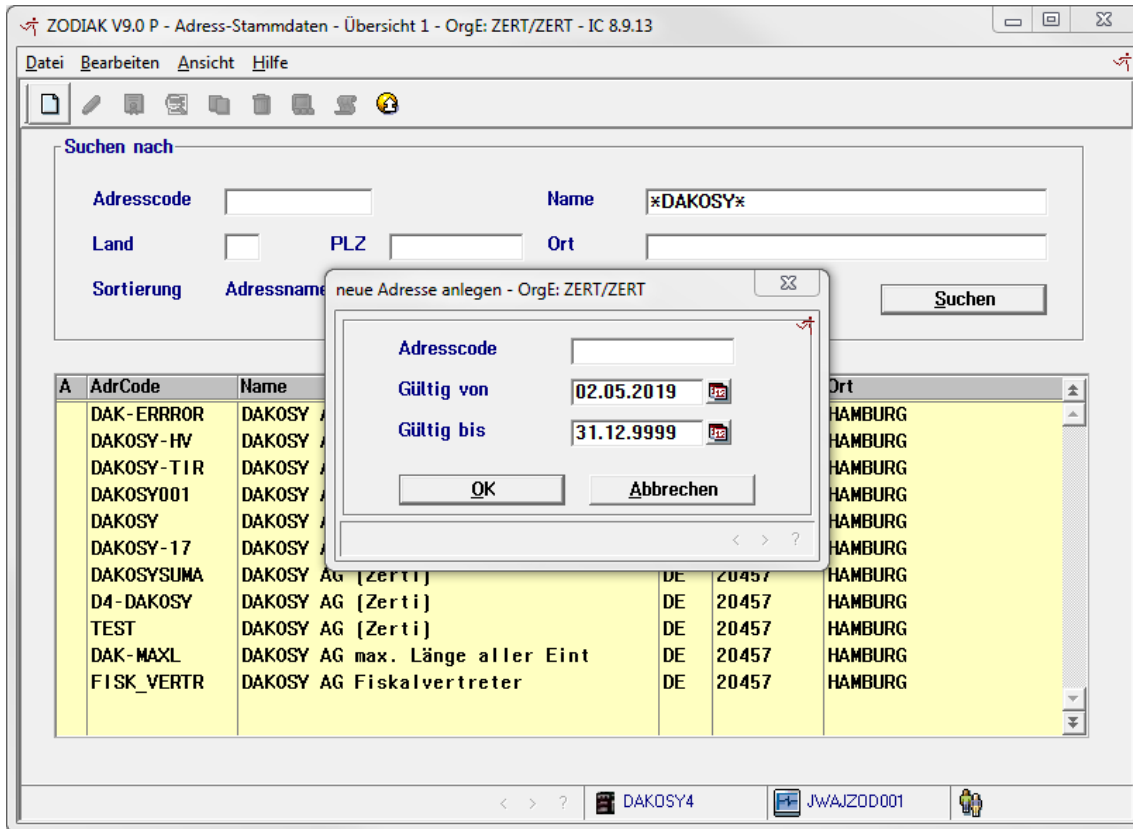 ZODIAK V9.0 P - Adress-Stammdaten - Übersicht 1 - OrgE: ZERT/ZERT - IC 8.9.13
Datei Bearbeiten Ansicht Hilfe
Suchen nach
Adresscode Name *DAKOSY*
Land PLZ Ort
Sortierung Adressname
Suchen
neue Adresse anlegen - OrgE: ZERT/ZERT
Adresscode
Gültig von 02.05.2019
Gültig bis 31.12.9999
OK Abbrechen
< > ?
A AdrCode Name Ort
DAK-ERRROR DAKOSY HAMBURG
DAKOSY-HV DAKOSY HAMBURG
DAKOSY-TIR DAKOSY HAMBURG
DAKOSY001 DAKOSY HAMBURG
DAKOSY DAKOSY HAMBURG
DAKOSY-17 DAKOSY HAMBURG
DAKOSYSUMA DAKOSY AG (Zerti) DE 20457 HAMBURG
D4-DAKOSY DAKOSY AG (Zerti) DE 20457 HAMBURG
TEST DAKOSY AG (Zerti) DE 20457 HAMBURG
DAK-MAXL DAKOSY AG max. Länge aller Eint DE 20457 HAMBURG
FISK_VERTR DAKOSY AG Fiskalvertreter DE 20457 HAMBURG
< > ? DAKOSY4 JWAJZOD001